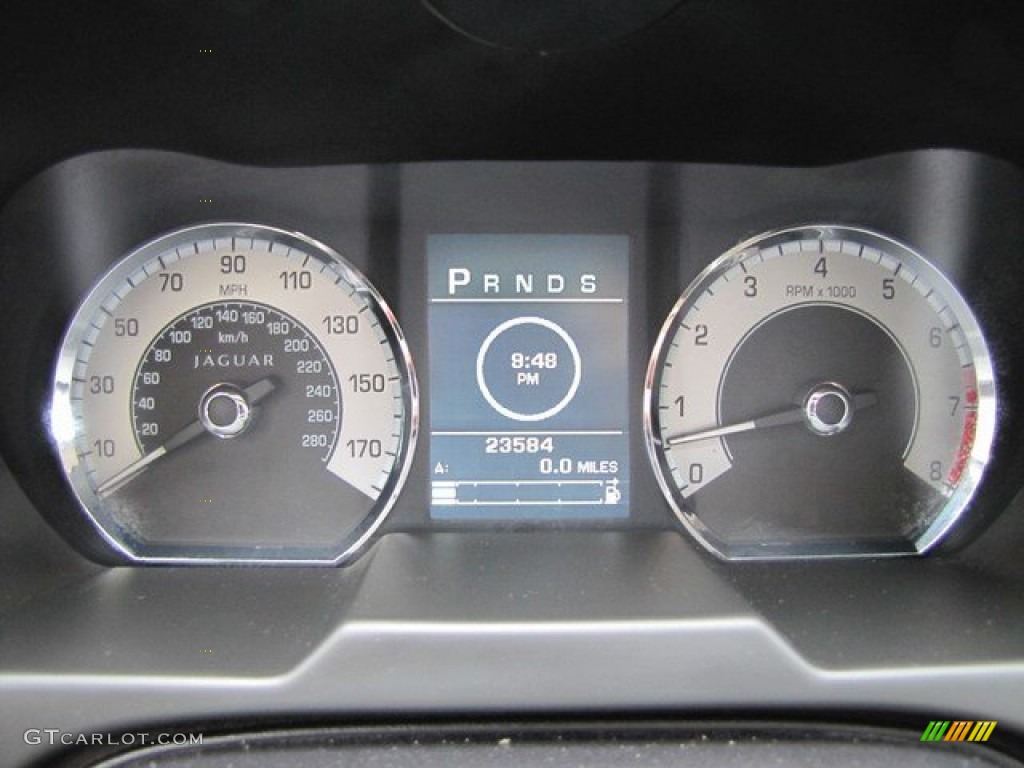 90
70 110
MPH
50 130
30 150
10 170
140 160
120 180
100 200
km/h
80 220
JAGUAR
60 240
40 260
20 280
P R N D S
9:48
PM
23584
A: 0.0 MILES
4
3 5
RPM x 1000
2 6
1 7
0 8
GTCARLOT.COM